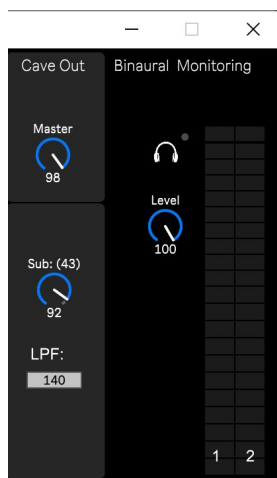 Cave Out
Master
98
Sub: (43)
92
LPF:
140
Binaural Monitoring
Level
100
1 2